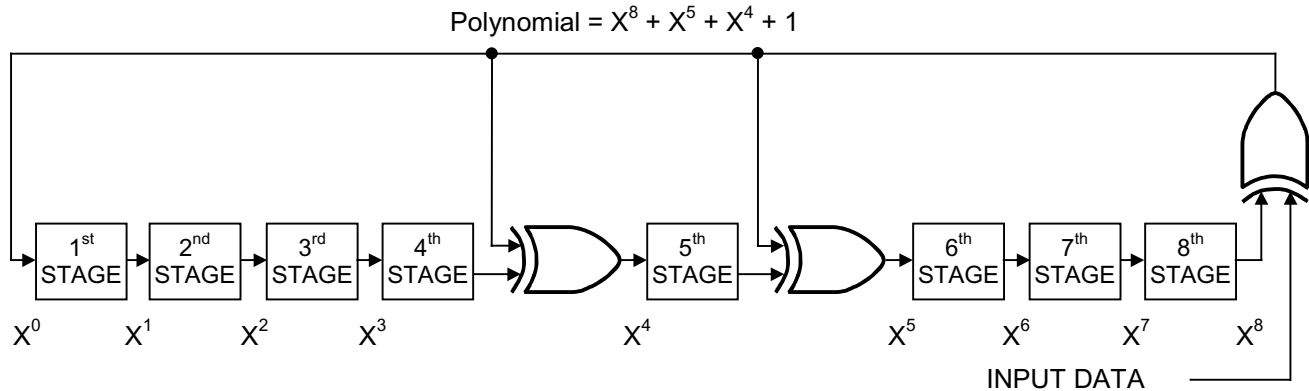 Polynomial = X⁸ + X⁵ + X⁴ + 1
1ˢᵗ STAGE
2ⁿᵈ STAGE
3ʳᵈ STAGE
4ᵗʰ STAGE
5ᵗʰ STAGE
6ᵗʰ STAGE
7ᵗʰ STAGE
8ᵗʰ STAGE
X⁰ X¹ X² X³ X⁴ X⁵ X⁶ X⁷ X⁸
INPUT DATA